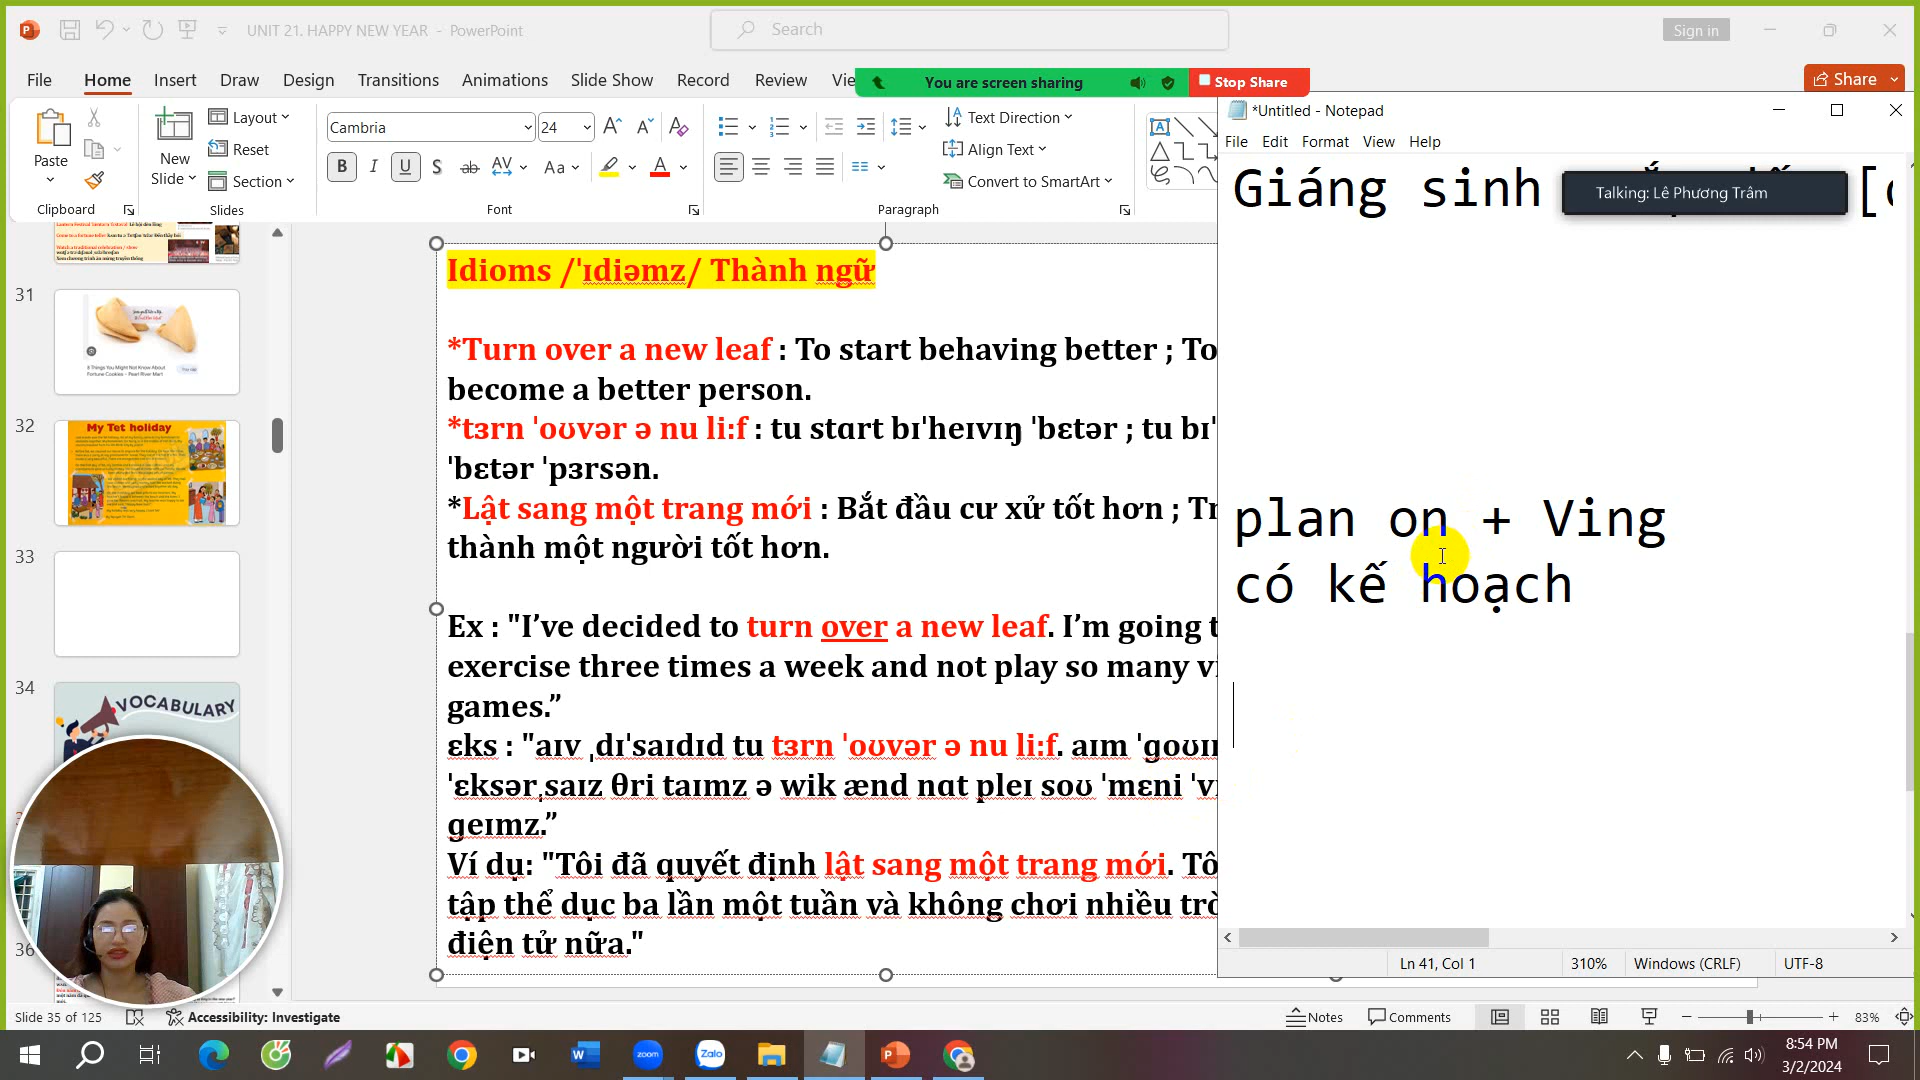 UNIT 21. HAPPY NEW YEAR - PowerPoint
Search
Sign in
File Home Insert Draw Design Transitions Animations Slide Show Record Review Vie
You are screen sharing
Stop Share
Share
Paste
New Slide
Layout
Reset
Section
Cambria
24
Text Direction
Align Text
Convert to SmartArt
Clipboard
Slides
Font
Paragraph
*Untitled - Notepad
File Edit Format View Help
Giáng sinh
Talking: Lê Phương Trâm
plan on + Ving
có kế hoạch
Ln 41, Col 1
310%
Windows (CRLF)
UTF-8
31
32
My Tet holiday
33
34
VOCABULARY
36
Idioms /ˈɪdiəmz/ Thành ngữ
*Turn over a new leaf : To start behaving better ; To
become a better person.
*tɜrn ˈoʊvər ə nu li:f : tu stɑrt bɪˈheɪvɪŋ ˈbɛtər ; tu bɪˈ
ˈbɛtər ˈpɜrsən.
*Lật sang một trang mới : Bắt đầu cư xử tốt hơn ; Tr
thành một người tốt hơn.
Ex : "I’ve decided to turn over a new leaf. I’m going t
exercise three times a week and not play so many vi
games.”
ɛks : "aɪv ˌdɪˈsaɪdɪd tu tɜrn ˈoʊvər ə nu li:f. aɪm ˈɡoʊɪ
ˈɛksərˌsaɪz θri taɪmz ə wik ænd nɑt pleɪ soʊ ˈmɛni ˈv
ɡeɪmz.”
Ví dụ: "Tôi đã quyết định lật sang một trang mới. Tô
tập thể dục ba lần một tuần và không chơi nhiều trò
điện tử nữa."
Slide 35 of 125
Accessibility: Investigate
Notes
Comments
83%
8:54 PM
3/2/2024